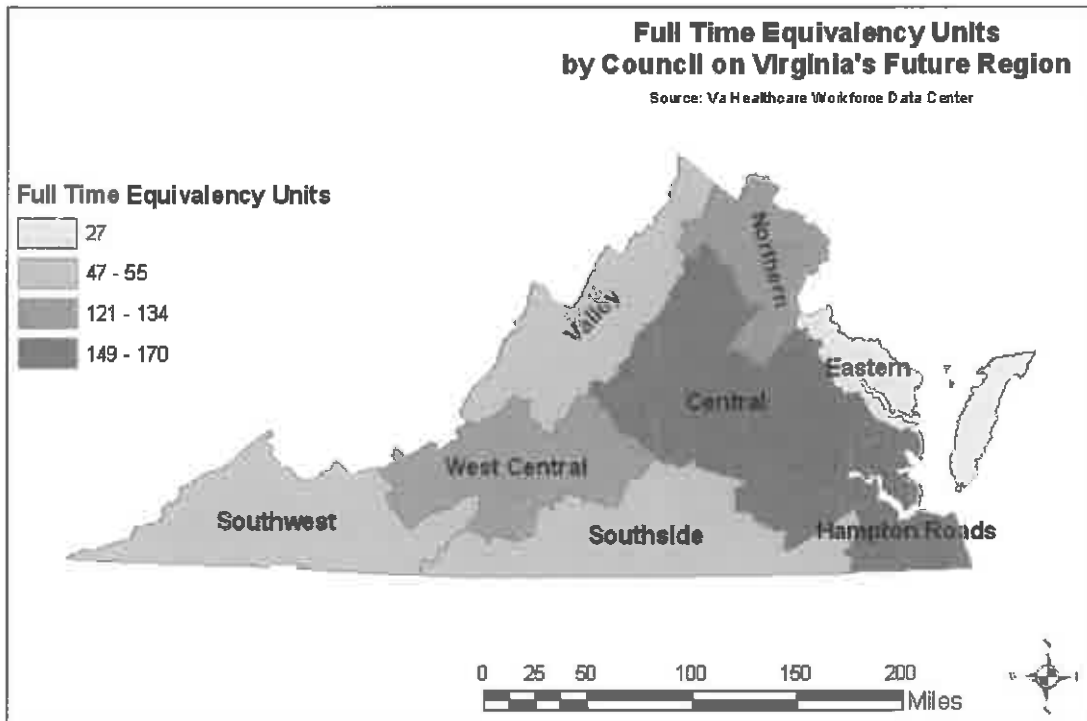 Full Time Equivalency Units
by Council on Virginia's Future Region
Source: Va Healthcare Workforce Data Center
Full Time Equivalency Units
27
47 - 55
121 - 134
149 - 170
Northern
Valley
Eastern
Central
West Central
Southwest
Southside
Hampton Roads
0 25 50 100 150 200
Miles